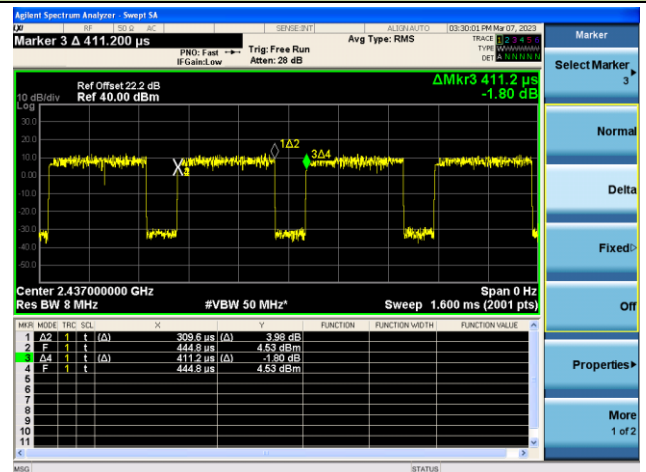 Agilent Spectrum Analyzer - Swept SA
RF 50 Ω AC SENSE:INT ALIGN AUTO 03:30:01 PM Mar 07, 2023
Marker 3 Δ 411.200 µs
PNO: Fast
IFGain:Low
Trig: Free Run
Atten: 28 dB
Avg Type: RMS
TRACE 1 2 3 4 5 6
TYPE
DET A N N N N N
Ref Offset 22.2 dB
Ref 40.00 dBm
10 dB/div
Log
ΔMkr3 411.2 µs
-1.80 dB
30.0
20.0
10.0
0.00
-10.0
-20.0
-30.0
-40.0
-50.0
1Δ2
3Δ4
Center 2.437000000 GHz
Span 0 Hz
Res BW 8 MHz #VBW 50 MHz* Sweep 1.600 ms (2001 pts)
MKR MODE TRC SCL X Y FUNCTION FUNCTION WIDTH FUNCTION VALUE
1 Δ2 1 t (Δ) 309.6 µs (Δ) 3.98 dB
2 F 1 t 444.8 µs 4.53 dBm
3 Δ4 1 t (Δ) 411.2 µs (Δ) -1.80 dB
4 F 1 t 444.8 µs 4.53 dBm
5
6
7
8
9
10
11
MSG STATUS
Marker
Select Marker
3
Normal
Delta
Fixed
Off
Properties
More
1 of 2